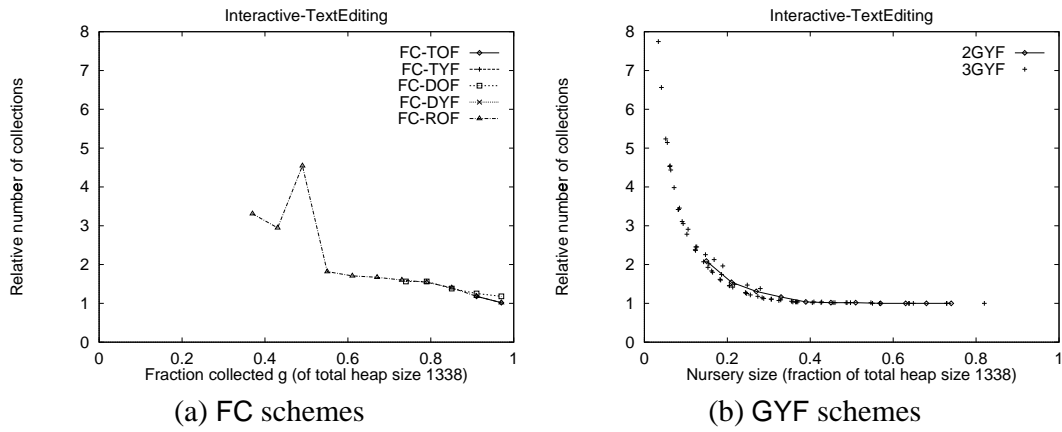 Interactive-TextEditing
8
7
6
5
4
3
2
1
0
Relative number of collections
FC-TOF
FC-TYF
FC-DOF
FC-DYF
FC-ROF
0 0.2 0.4 0.6 0.8 1
Fraction collected g (of total heap size 1338)
(a) FC schemes
Interactive-TextEditing
8
7
6
5
4
3
2
1
0
Relative number of collections
2GYF
3GYF
0 0.2 0.4 0.6 0.8 1
Nursery size (fraction of total heap size 1338)
(b) GYF schemes